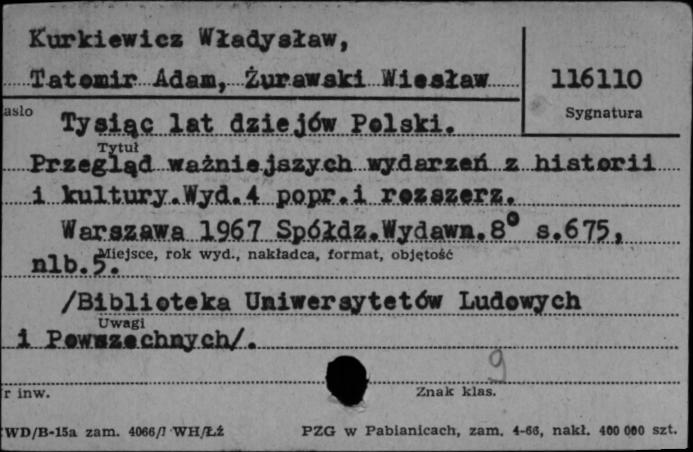 Kurkiewicz Władysław,
Tatomir Adam, Żurawski Wiesław
116110
asło
Sygnatura
Tysiąc lat dziejów Polski.
Tytuł
Przegląd ważniejszych wydarzeń z historii
i kultury.Wyd.4 popr.i rozszerz.
Warszawa 1967 Spółdz.Wydawn.8° s.675,
Miejsce, rok wyd., nakładca, format, objętość
nlb.5.
/Biblioteka Uniwersytetów Ludowych
Uwagi
i Powszechnych/.
9
r inw.
Znak klas.
WD/B-15a zam. 4066/7 WH/Łź
PZG w Pabianicach, zam. 4-66, nakł. 400 000 szt.